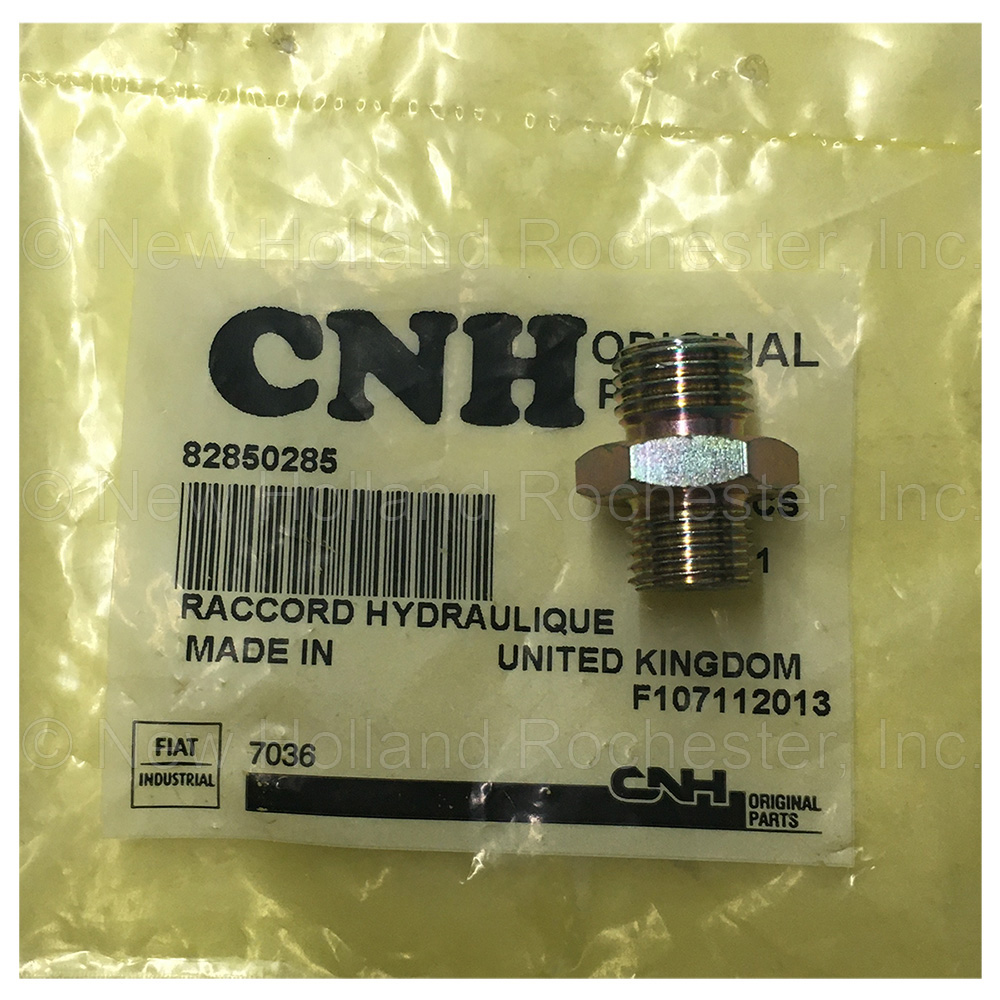 © New Holland Rochester, Inc.
CNH
ORIGINAL
82850285
© New Holland Rochester, Inc.
1
RACCORD HYDRAULIQUE
MADE IN UNITED KINGDOM
F107112013
© New Holland Rochester, Inc.
FIAT
INDUSTRIAL
7036
CNH
ORIGINAL
PARTS